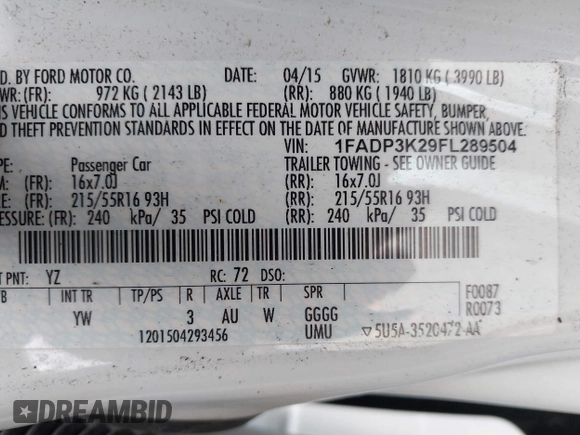 D. BY FORD MOTOR CO. DATE: 04/15 GVWR: 1810 KG ( 3990 LB)
WR: (FR) 972 KG ( 2143 LB) (RR): 880 KG ( 1940 LB)
IS VEHICLE CONFORMS TO ALL APPLICABLE FEDERAL MOTOR VEHICLE SAFETY, BUMPER,
D THEFT PREVENTION STANDARDS IN EFFECT ON THE DATE OF MANUFACTURE SHOWN ABOVE.
VIN: 1FADP3K29FL289504
PE: Passenger Car TRAILER TOWING - SEE OWNER GUIDE
M (FR) 16x7.0J (RR): 16x7.0J
RE: (FR) 215/55R16 93H (RR): 215/55R16 93H
ESSURE: (FR) 240 kPa/ 35 PSI COLD (RR): 240 kPa/ 35 PSI COLD
T PNT: YZ RC: 72 DSO:
B INT TR TP/PS R AXLE TR SPR F0087
YW 3 AU W GGGG R0073
1201504293456 UMU ▽5U5A-3520472-AA
DREAMBID